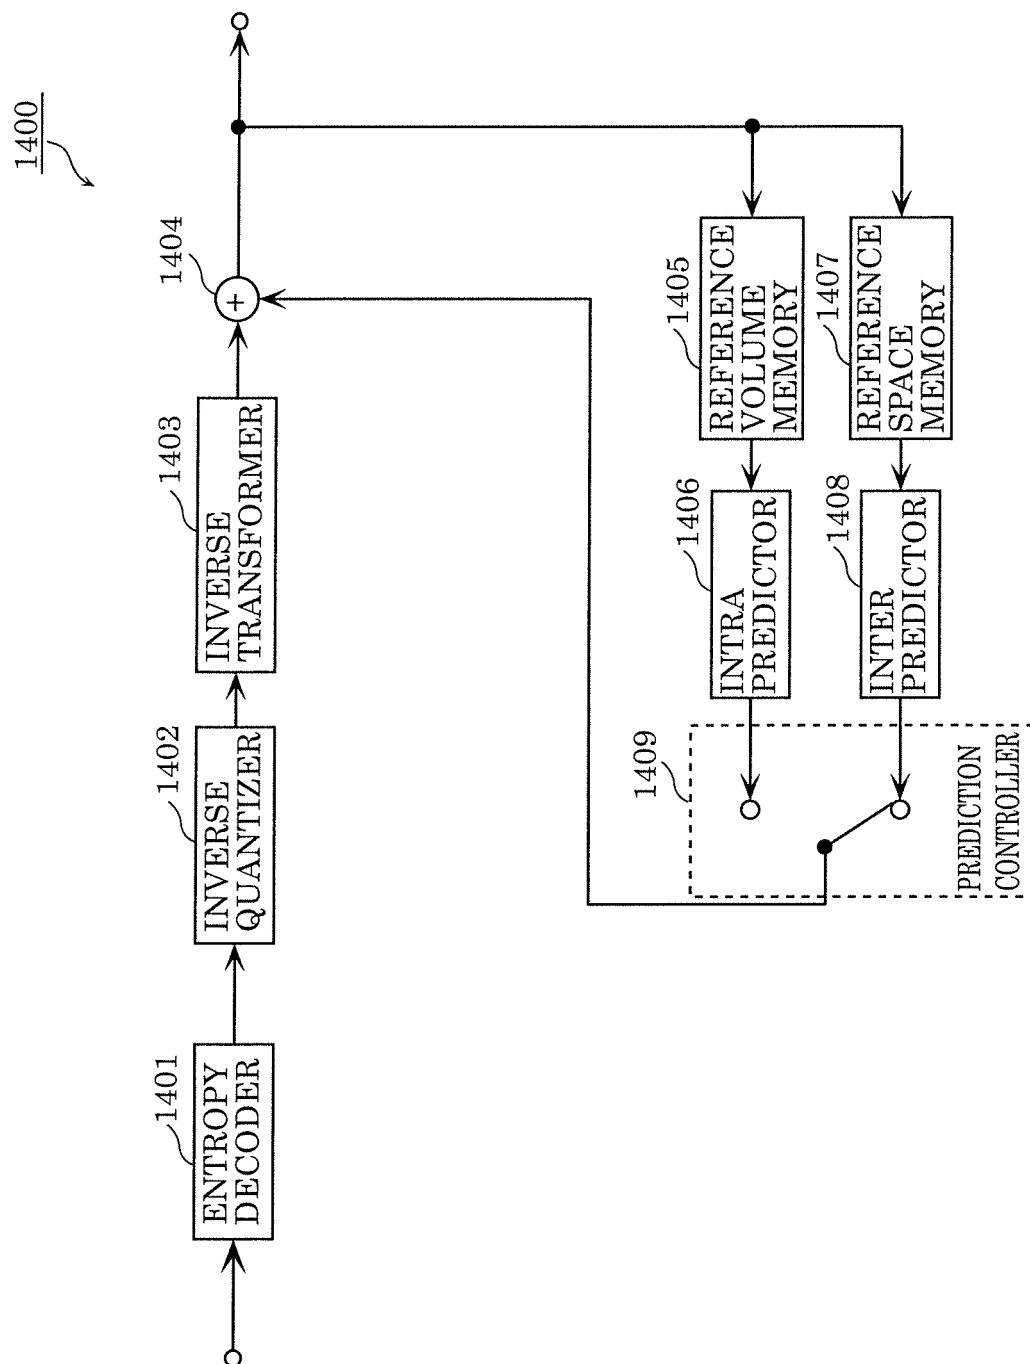 1400
1401
ENTROPY
DECODER
1402
INVERSE
QUANTIZER
1403
INVERSE
TRANSFORMER
1404
+
1409
PREDICTION
CONTROLLER
1406
INTRA
PREDICTOR
1405
REFERENCE
VOLUME
MEMORY
1408
INTER
PREDICTOR
1407
REFERENCE
SPACE
MEMORY